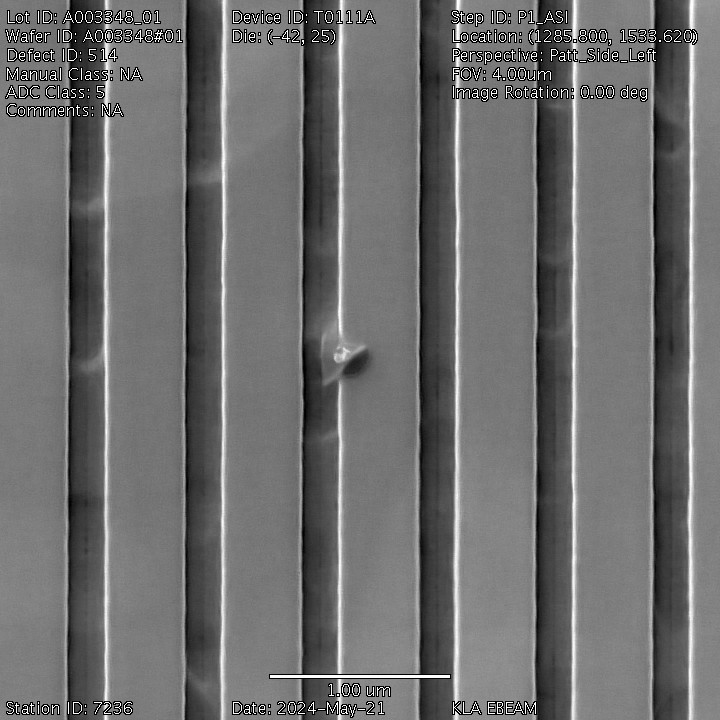 Lot ID: A003348_01
Wafer ID: A003348#01
Defect ID: 514
Manual Class: NA
ADC Class: 5
Comments: NA
Device ID: T0111A
Die: (-42, 25)
Step ID: P1_ASI
Location: (1285.800, 1533.620)
Perspective: Patt_Side_Left
FOV: 4.00um
Image Rotation: 0.00 deg
1.00 um
Station ID: 7236
Date: 2024-May-21
KLA EBEAM